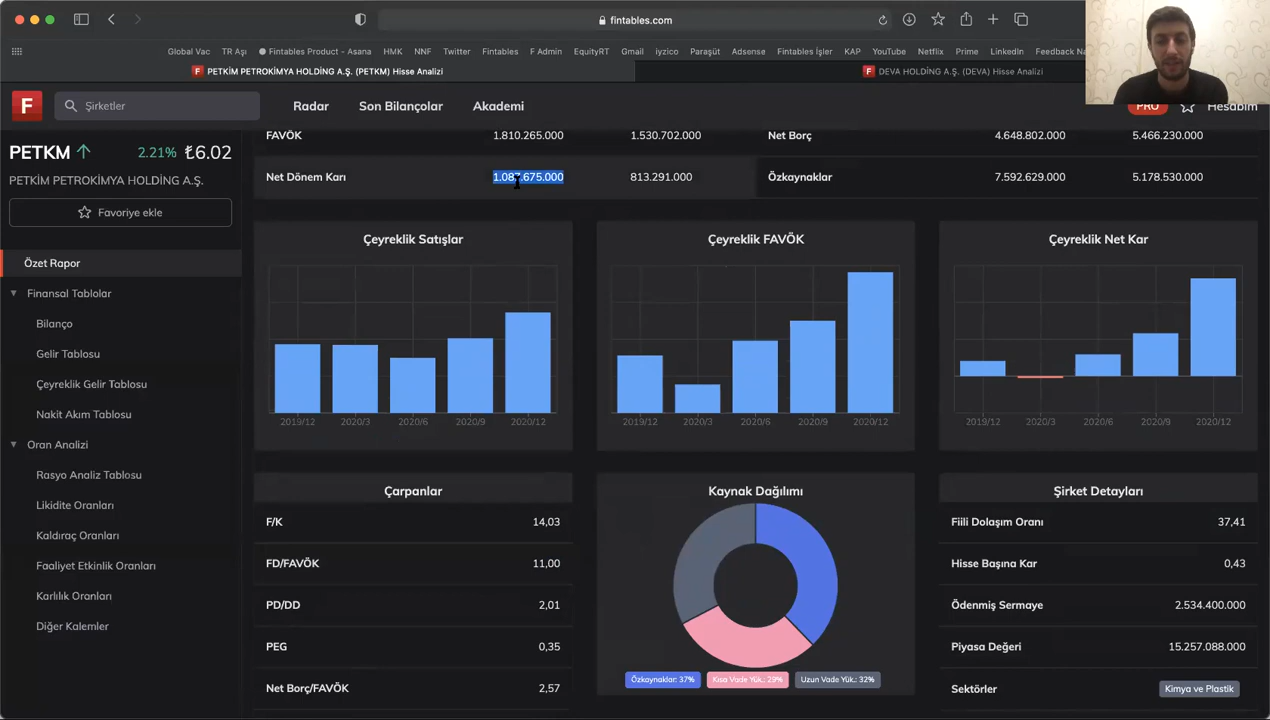 fintables.com
Global Vac TR Aşı Fintables Product - Asana HMK NNF Twitter Fintables F Admin EquityRT Gmail iyzico Paraşüt Adsense Fintables İşler KAP YouTube Netflix Prime LinkedIn Feedback Na
F PETKİM PETROKİMYA HOLDİNG A.Ş. (PETKM) Hisse Analizi
F DEVA HOLDİNG A.Ş. (DEVA) Hisse Analizi
F Şirketler Radar Son Bilançolar Akademi PRO Hesabım
FAVÖK 1.810.265.000 1.530.702.000 Net Borç 4.648.802.000 5.466.230.000
PETKM 2.21% ₺6.02
Net Dönem Karı 813.291.000 Özkaynaklar 7.592.629.000 5.178.530.000
PETKİM PETROKİMYA HOLDİNG A.Ş.
Favoriye ekle
Özet Rapor
Finansal Tablolar
Bilanço
Gelir Tablosu
Çeyreklik Gelir Tablosu
Nakit Akım Tablosu
Oran Analizi
Rasyo Analiz Tablosu
Likidite Oranları
Kaldıraç Oranları
Faaliyet Etkinlik Oranları
Karlılık Oranları
Diğer Kalemler
Çeyreklik Satışlar
2019/12 2020/3 2020/6 2020/9 2020/12
Çeyreklik FAVÖK
2019/12 2020/3 2020/6 2020/9 2020/12
Çeyreklik Net Kar
2019/12 2020/3 2020/6 2020/9 2020/12
Çarpanlar
F/K 14,03
FD/FAVÖK 11,00
PD/DD 2,01
PEG 0,35
Net Borç/FAVÖK 2,57
Kaynak Dağılımı
Özkaynaklar: 37% Kısa Vade Yük.: 29% Uzun Vade Yük.: 32%
Şirket Detayları
Fiili Dolaşım Oranı 37,41
Hisse Başına Kar 0,43
Ödenmiş Sermaye 2.534.400.000
Piyasa Değeri 15.257.088.000
Sektörler Kimya ve Plastik